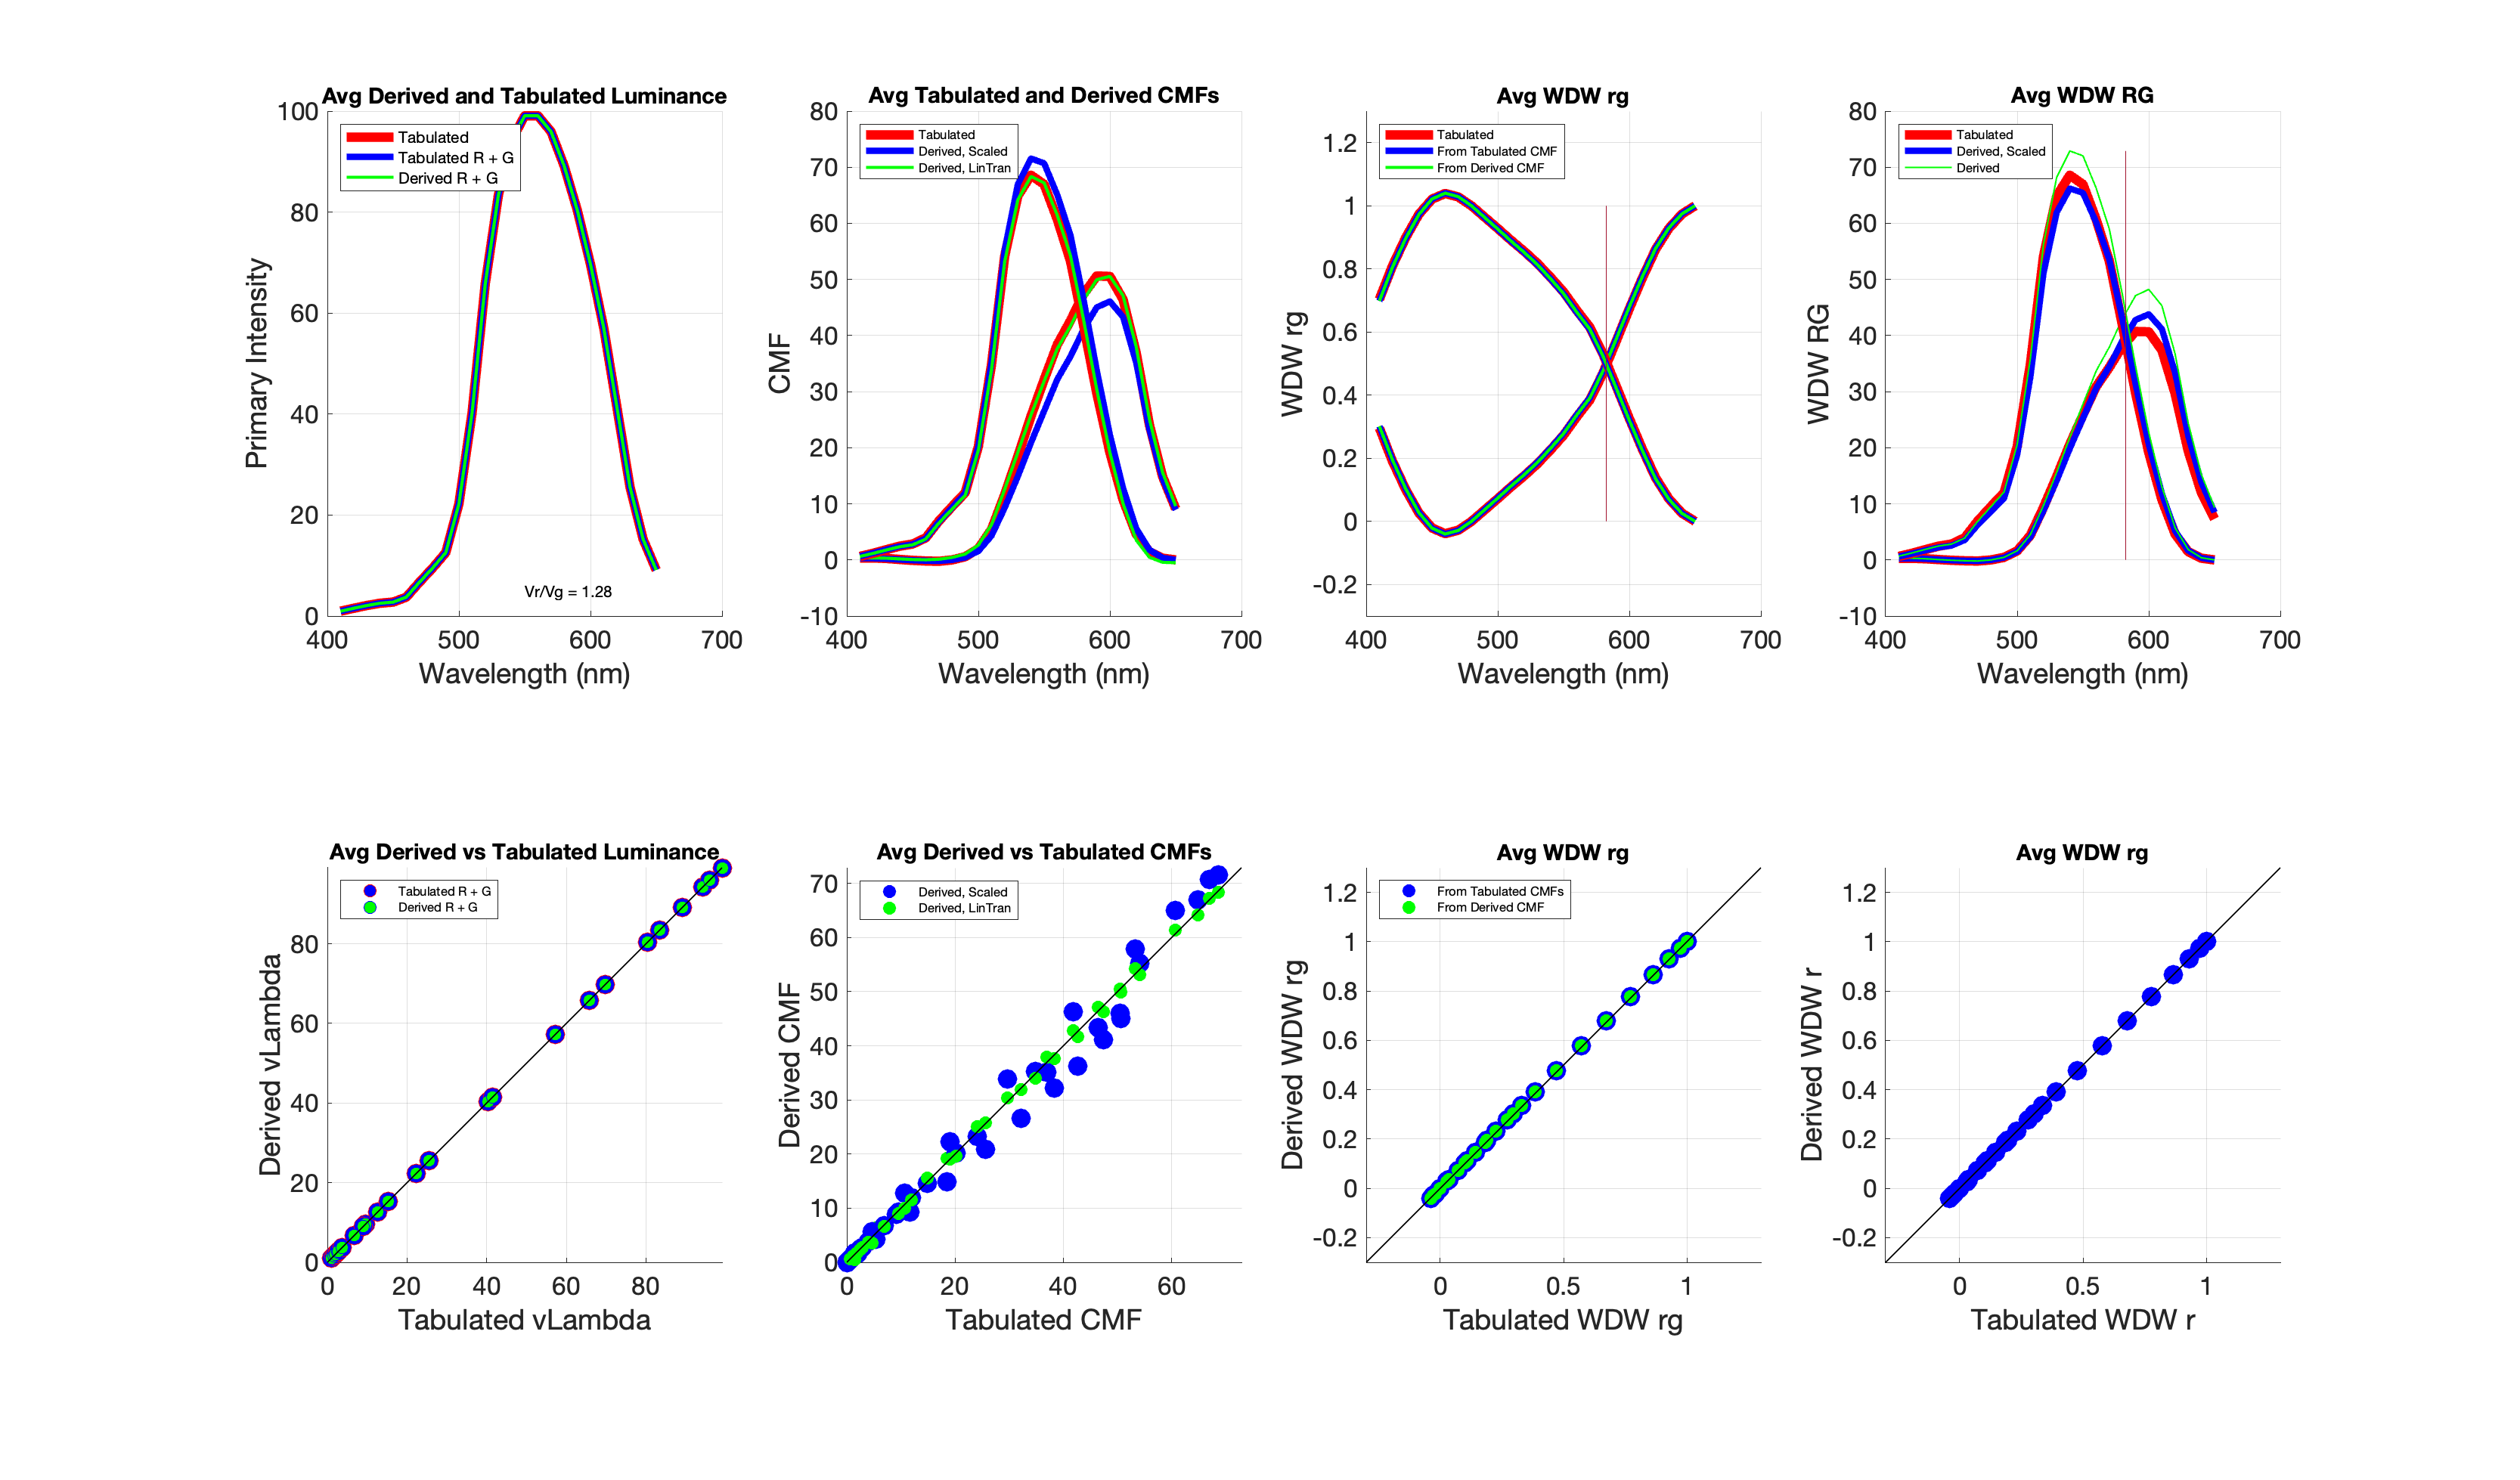 Avg Derived and Tabulated Luminance
Tabulated
Tabulated R + G
Derived R + G
Primary Intensity
100
80
60
40
20
0
Vr/Vg = 1.28
400 500 600 700
Wavelength (nm)
Avg Tabulated and Derived CMFs
Tabulated
Derived, Scaled
Derived, LinTran
CMF
80
70
60
50
40
30
20
10
0
-10
400 500 600 700
Wavelength (nm)
Avg WDW rg
Tabulated
From Tabulated CMF
From Derived CMF
WDW rg
1.2
1
0.8
0.6
0.4
0.2
0
-0.2
400 500 600 700
Wavelength (nm)
Avg WDW RG
Tabulated
Derived, Scaled
Derived
WDW RG
80
70
60
50
40
30
20
10
0
-10
400 500 600 700
Wavelength (nm)
Avg Derived vs Tabulated Luminance
Tabulated R + G
Derived R + G
Derived vLambda
80
60
40
20
0
0 20 40 60 80
Tabulated vLambda
Avg Derived vs Tabulated CMFs
Derived, Scaled
Derived, LinTran
Derived CMF
70
60
50
40
30
20
10
0
0 20 40 60
Tabulated CMF
Avg WDW rg
From Tabulated CMFs
From Derived CMF
Derived WDW rg
1.2
1
0.8
0.6
0.4
0.2
0
-0.2
0 0.5 1
Tabulated WDW rg
Avg WDW rg
Derived WDW r
1.2
1
0.8
0.6
0.4
0.2
0
-0.2
0 0.5 1
Tabulated WDW r